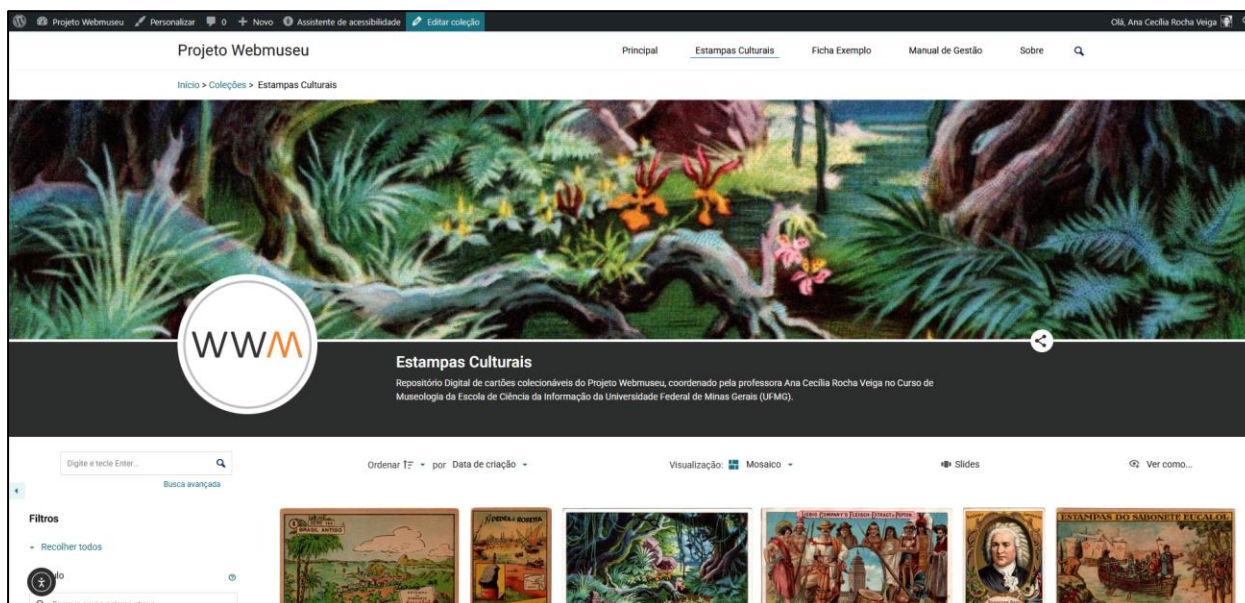 Projeto Webmuseu Personalizar 0 Novo Assistente de acessibilidade Editar coleção Olá, Ana Cecília Rocha Veiga
Projeto Webmuseu Principal Estampas Culturais Ficha Exemplo Manual de Gestão Sobre
Início > Coleções > Estampas Culturais
WWM
Estampas Culturais
Repositório Digital de cartões colecionáveis do Projeto Webmuseu, coordenado pela professora Ana Cecília Rocha Veiga no Curso de
Museologia da Escola de Ciência da Informação da Universidade Federal de Minas Gerais (UFMG).
Digite e tecle Enter... Ordenar por Data de criação Visualização: Mosaico Slides Ver como...
Busca avançada
Filtros
Recolher todos
BRASIL ANTIGO
ESTAMPAS DO SABONETE EUCALOL